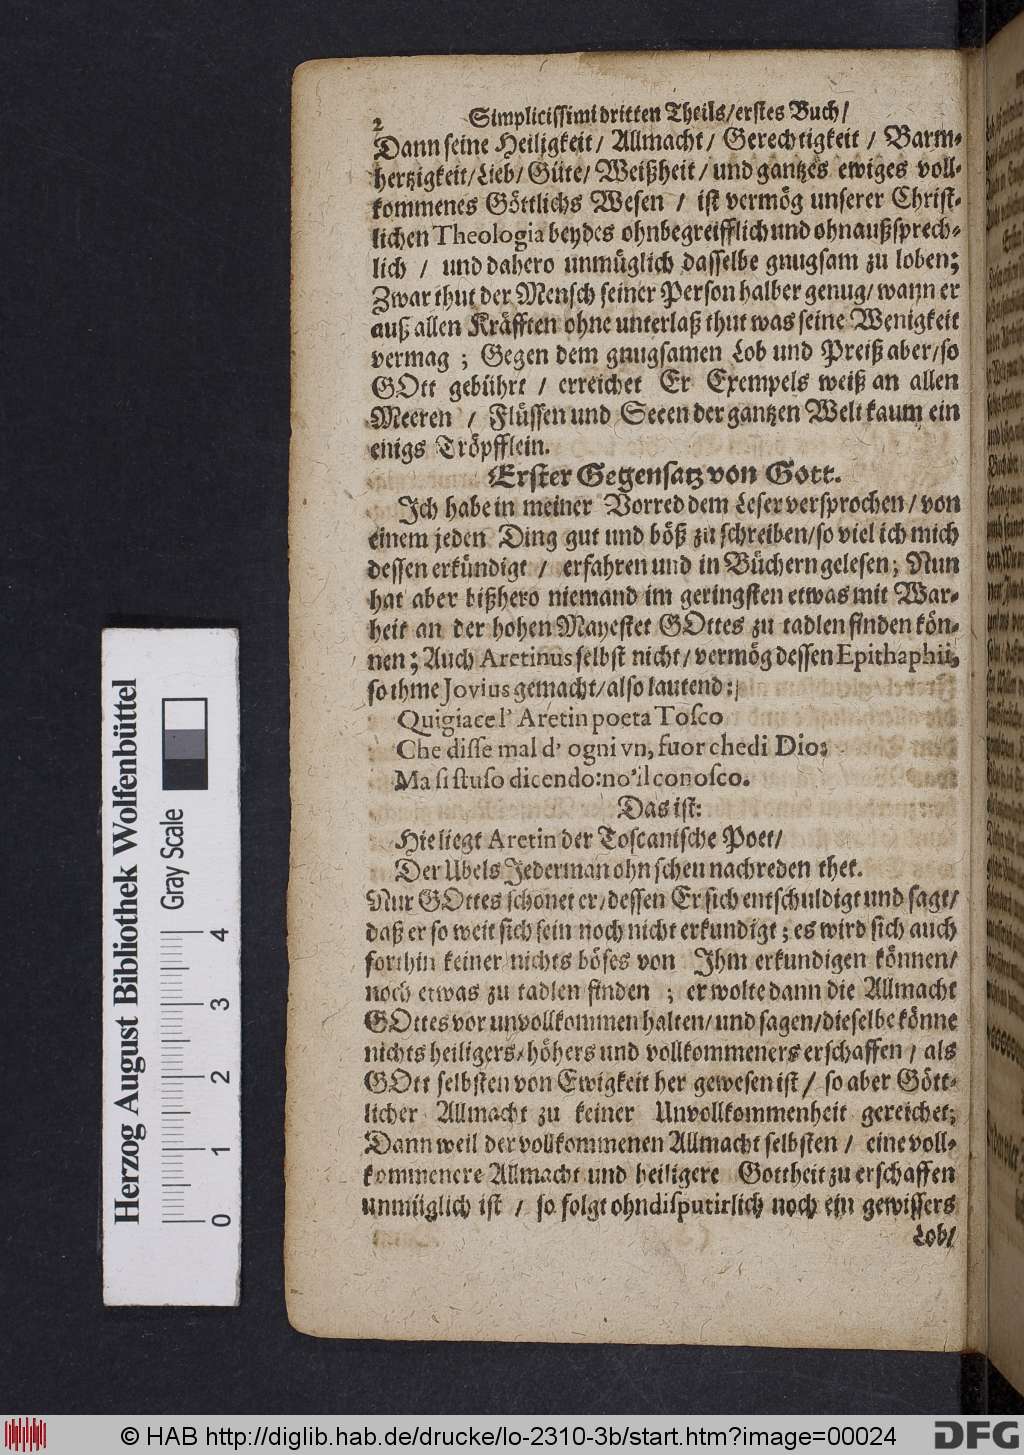 2 Simplicissimi dritten Theils/erstes Buch/
Dann seine Heiligkeit/ Allmacht/ Gerechtigkeit / Barm-
hertzigkeit/Lieb/ Güte/ Weißheit/ und gantzes ewiges voll-
kommenes Göttlichs Wesen / ist vermög unserer Christ-
lichen Theologia beydes ohnbegreifflich und ohnaußsprech-
lich / und dahero unmüglich dasselbe gnugsam zu loben;
Zwar thut der Mensch seiner Person halber genug/ wann er
auß allen Kräfften ohne unterlaß thut was seine Wenigkeit
vermag ; Gegen dem gnugsamen Lob und Preiß aber/so
GOtt gebührt / erreichet Er Exempels weiß an allen
Meeren / Flüssen und Seeen der gantzen Welt kaum ein
enigs Tröpfflein.
Erster Gegensatz von Gott.
Ich habe in meiner Vorred dem Leser versprochen/ von
einem jeden Ding gut und böß zu schreiben/so viel ich mich
dessen erkündigt / erfahren und in Büchern gelesen; Nun
hat aber bißhero niemand im geringsten etwas mit War-
heit an der hohen Mayestet GOttes zu tadlen finden kön-
nen; Auch Aretinus selbst nicht/ vermög dessen Epithaphii,
so ihme Jovius gemacht/also lautend:
Quigiace l' Aretin poeta Tosco
Che disse mal d' ogni vn, fuor chedi Dio;
Ma si stuso dicendo:no'il conosco.
Das ist:
Hie liegt Aretin der Toscanische Poet/
Der Ubels Jederman ohn scheu nachreden thet.
Nur GOttes schonet er/dessen Er sich entschuldigt und sagt/
daß er so weit sich sein noch nicht erkundigt ; es wird sich auch
forthin keiner nichts böses von Ihm erkundigen können/
noch etwas zu tadlen finden ; er wolte dann die Allmacht
GOttes vor unvollkommen halten/ und sagen/dieselbe könne
nichts heiligers/höhers und vollkommeners erschaffen / als
GOtt selbsten von Ewigkeit her gewesen ist / so aber Gött-
licher Allmacht zu keiner Unvollkommenheit gereichet;
Dann weil der vollkommenen Allmacht selbsten / eine voll-
kommenere Allmacht und heiligere Gottheit zu erschaffen
unmüglich ist / so folgt ohndisputirlich noch ein gewissers
Lob/
Herzog August Bibliothek Wolfenbüttel
Gray Scale
0 1 2 3 4
© HAB http://diglib.hab.de/drucke/lo-2310-3b/start.htm?image=00024
DFG